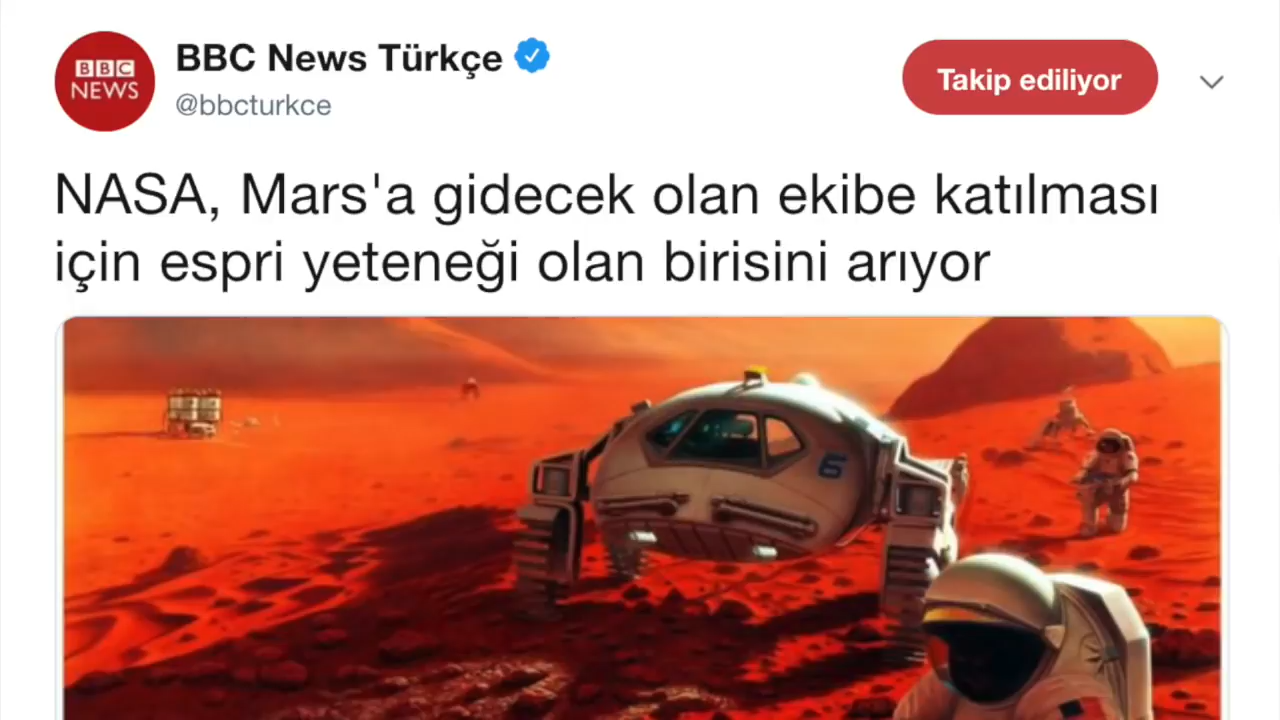 BBC
NEWS
BBC News Türkçe
@bbcturkce
Takip ediliyor
NASA, Mars'a gidecek olan ekibe katılması
için espri yeteneği olan birisini arıyor
6